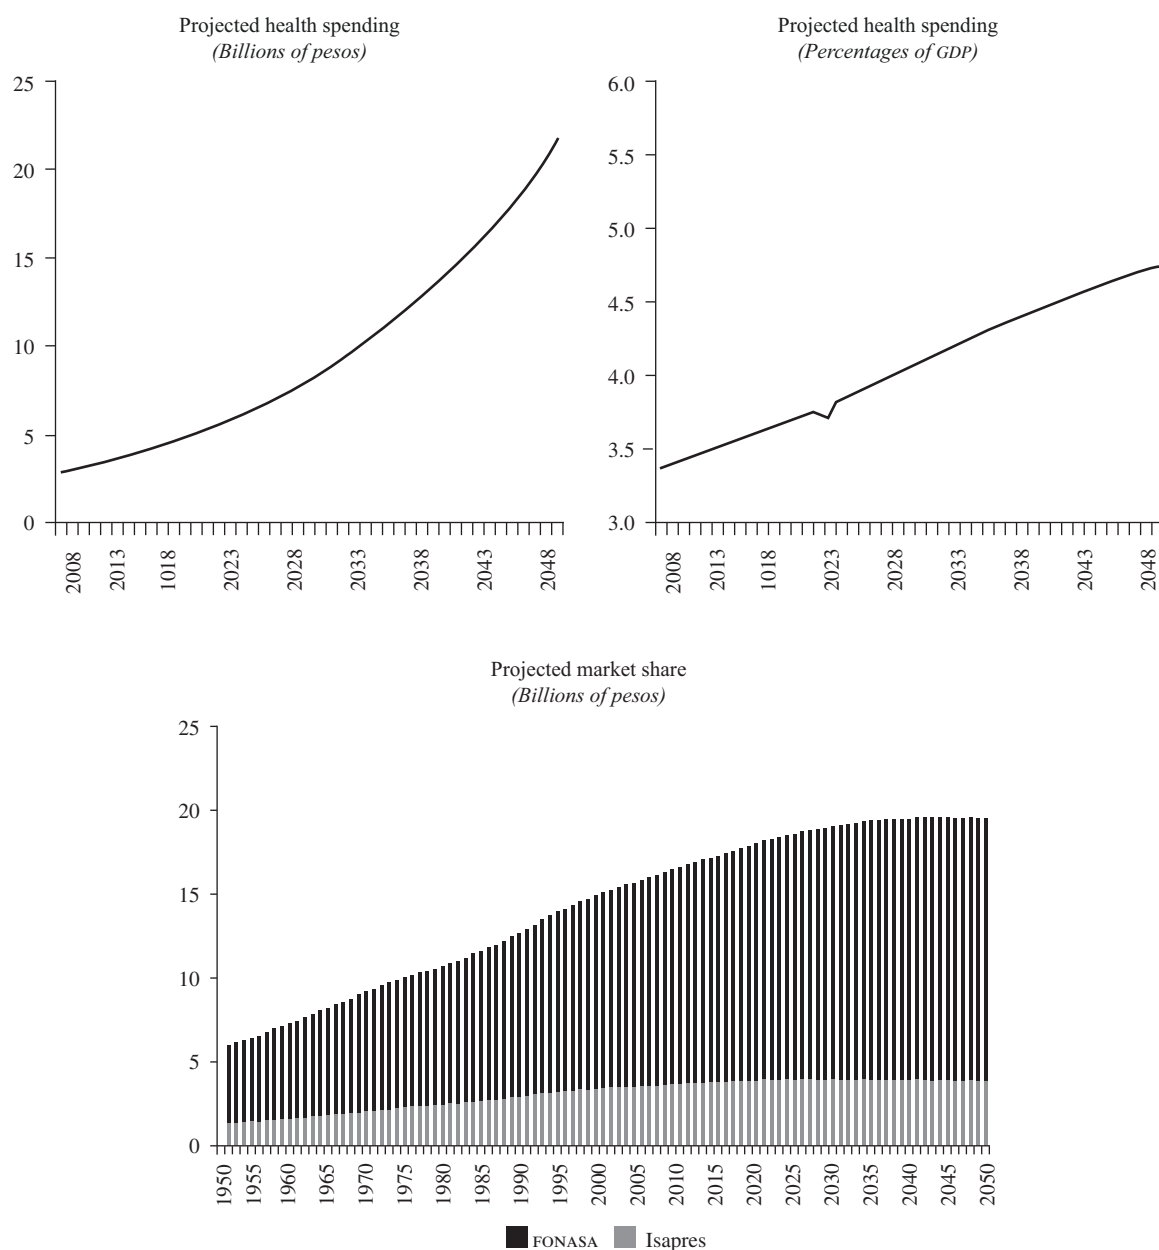 Projected health spending
(Billions of pesos)
25
20
15
10
5
0
2008 2013 1018 2023 2028 2033 2038 2043 2048
Projected health spending
(Percentages of GDP)
6.0
5.5
5.0
4.5
4.0
3.5
3.0
2008 2013 1018 2023 2028 2033 2038 2043 2048
Projected market share
(Billions of pesos)
25
20
15
10
5
0
1950 1955 1960 1965 1970 1975 1980 1985 1990 1995 2000 2005 2010 2015 2020 2025 2030 2035 2040 2045 2050
FONASA Isapres